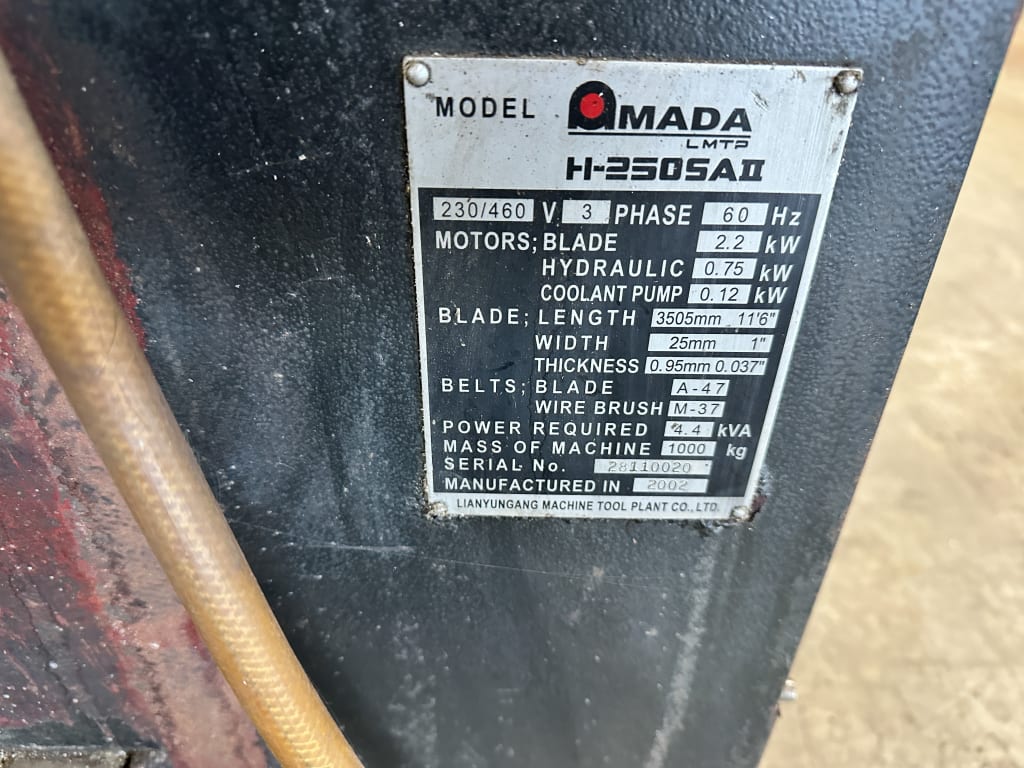 MODEL AMADA
LMTP
H-250SAII
230/460 V 3 PHASE 60 Hz
MOTORS; BLADE 2.2 kW
HYDRAULIC 0.75 kW
COOLANT PUMP 0.12 kW
BLADE; LENGTH 3505mm 11'6"
WIDTH 25mm 1"
THICKNESS 0.95mm 0.037"
BELTS; BLADE A-47
WIRE BRUSH M-37
POWER REQUIRED 4.4 kVA
MASS OF MACHINE 1000 kg
SERIAL No. 28110020
MANUFACTURED IN 2002
LIANYUNGANG MACHINE TOOL PLANT CO., LTD.